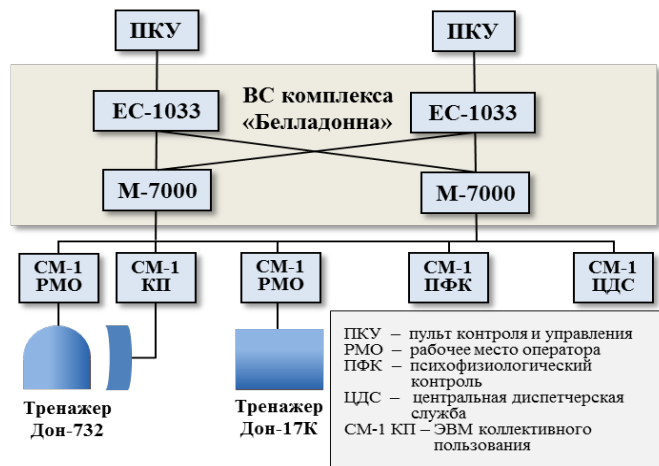 ПКУ
ПКУ
ВС комплекса
«Белладонна»
ЕС-1033
ЕС-1033
М-7000
М-7000
СМ-1
РМО
СМ-1
КП
СМ-1
РМО
СМ-1
ПФК
СМ-1
ЦДС
Тренажер
Дон-732
Тренажер
Дон-17К
ПКУ – пульт контроля и управления
РМО – рабочее место оператора
ПФК – психофизиологический
контроль
ЦДС – центральная диспетчерская
служба
СМ-1 КП – ЭВМ коллективного
пользования